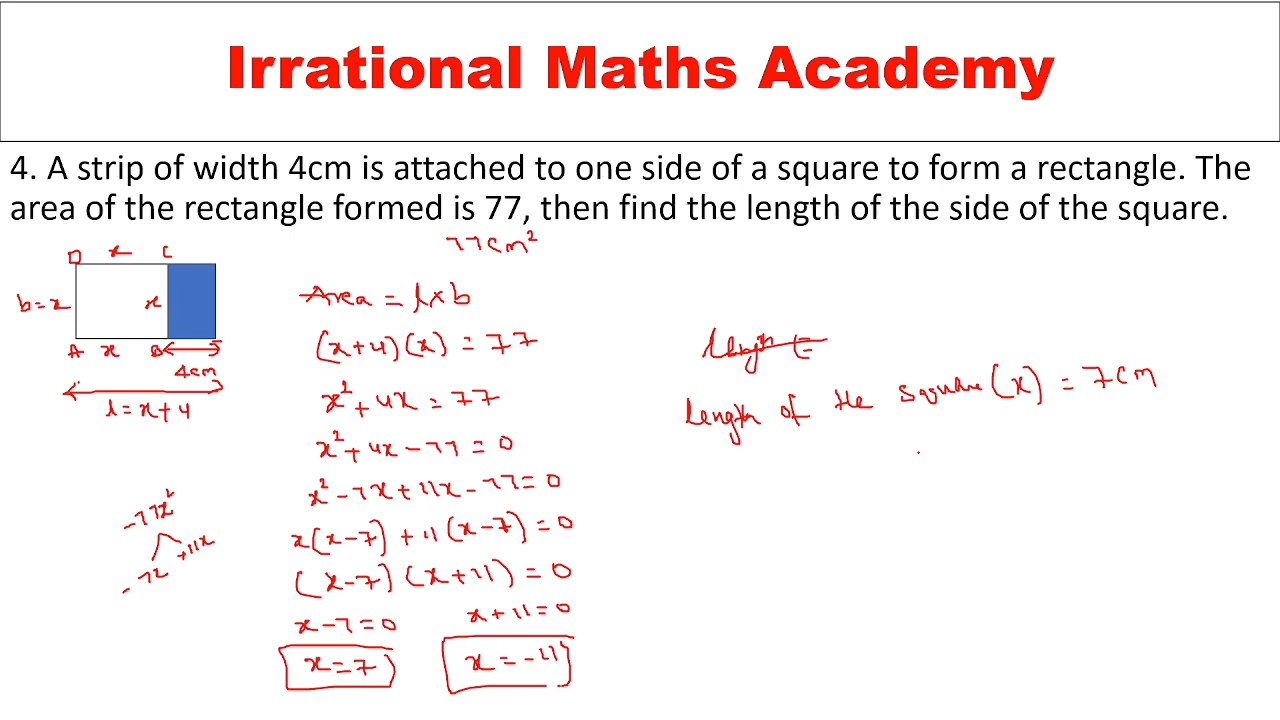 Irrational Maths Academy
4. A strip of width 4cm is attached to one side of a square to form a rectangle. The
area of the rectangle formed is 77, then find the length of the side of the square.
77cm²
D x C
b=x x
A x B
4cm
l=x+4
Area = l×b
(x+4)(x) = 77
x²+4x=77
x²+4x-77=0
x²-7x+11x-77=0
x(x-7)+11(x-7)=0
(x-7)(x+11)=0
x-7=0 x+11=0
x=7 x=-11
-77x²
+11x
-7x
length of the square(x) = 7cm